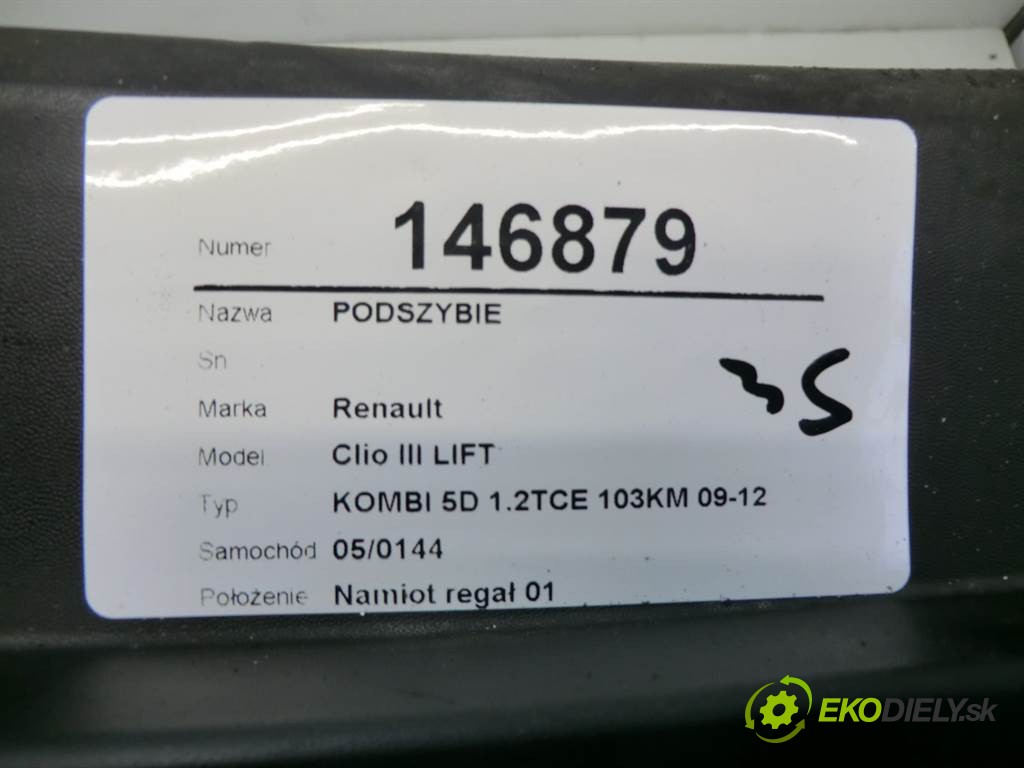 Numer 146879
Nazwa PODSZYBIE
Sn
Marka Renault
Model Clio III LIFT
Typ KOMBI 5D 1.2TCE 103KM 09-12
Samochód 05/0144
Położenie Namiot regał 01
EKODIELY.sk